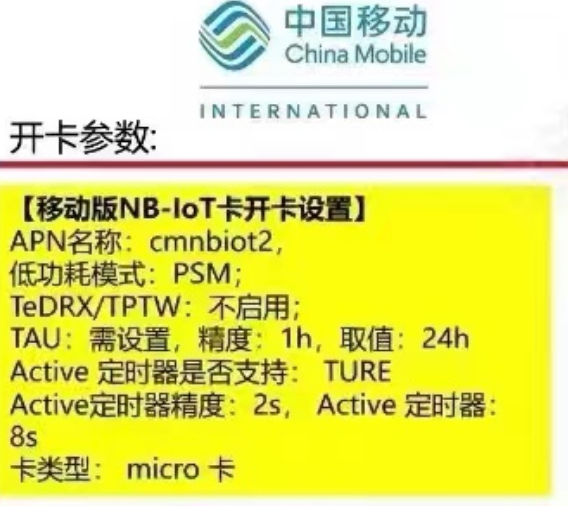 中国移动
China Mobile
INTERNATIONAL
开卡参数:
【移动版NB-IoT卡开卡设置】
APN名称：cmnbiot2，
低功耗模式：PSM；
TeDRX/TPTW：不启用；
TAU：需设置，精度：1h，取值：24h
Active 定时器是否支持： TURE
Active定时器精度：2s， Active 定时器：
8s
卡类型： micro 卡